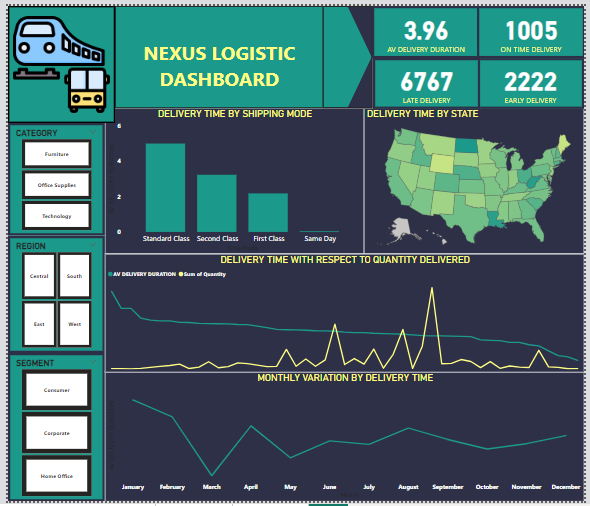 NEXUS LOGISTIC
DASHBOARD
3.96
AV DELIVERY DURATION
1005
ON TIME DELIVERY
6767
LATE DELIVERY
2222
EARLY DELIVERY
CATEGORY
Furniture
Office Supplies
Technology
REGION
Central
South
East
West
SEGMENT
Consumer
Corporate
Home Office
DELIVERY TIME BY SHIPPING MODE
6
4
2
0
Standard Class
Second Class
First Class
Same Day
DELIVERY TIME BY STATE
DELIVERY TIME WITH RESPECT TO QUANTITY DELIVERED
AV DELIVERY DURATION
Sum of Quantity
MONTHLY VARIATION BY DELIVERY TIME
January
February
March
April
May
June
July
August
September
October
November
December